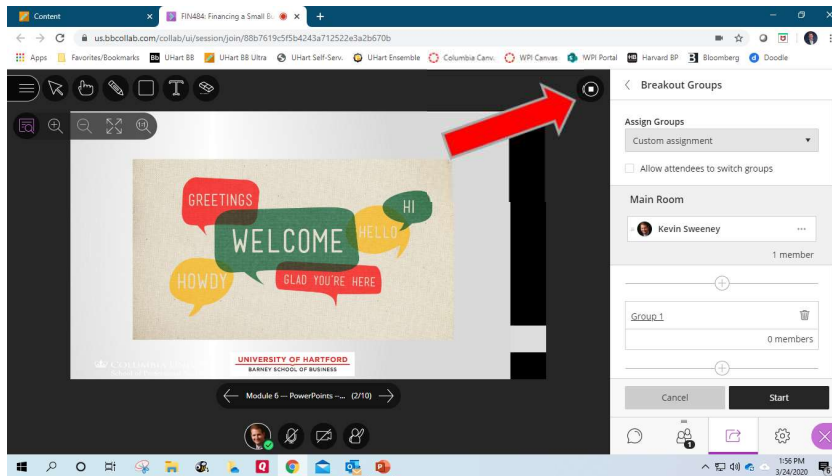 Content
FIN484: Financing a Small Bu
us.bbcollab.com/collab/ui/session/join/88b7619c5f5b4243a712522e3a2b670b
Apps Favorites/Bookmarks UHart BB UHart BB Ultra UHart Self-Serv. UHart Ensemble Columbia Canv. WPI Canvas WPI Portal Harvard BP Bloomberg Doodle
Breakout Groups
Assign Groups
Custom assignment
Allow attendees to switch groups
Main Room
Kevin Sweeney
1 member
Group 1
0 members
Cancel Start
GREETINGS
HI
WELCOME
HELLO
HOWDY
GLAD YOU'RE HERE
UNIVERSITY OF HARTFORD
BARNEY SCHOOL OF BUSINESS
Module 6 — PowerPoints –... (2/10)
1
1:56 PM
3/24/2020